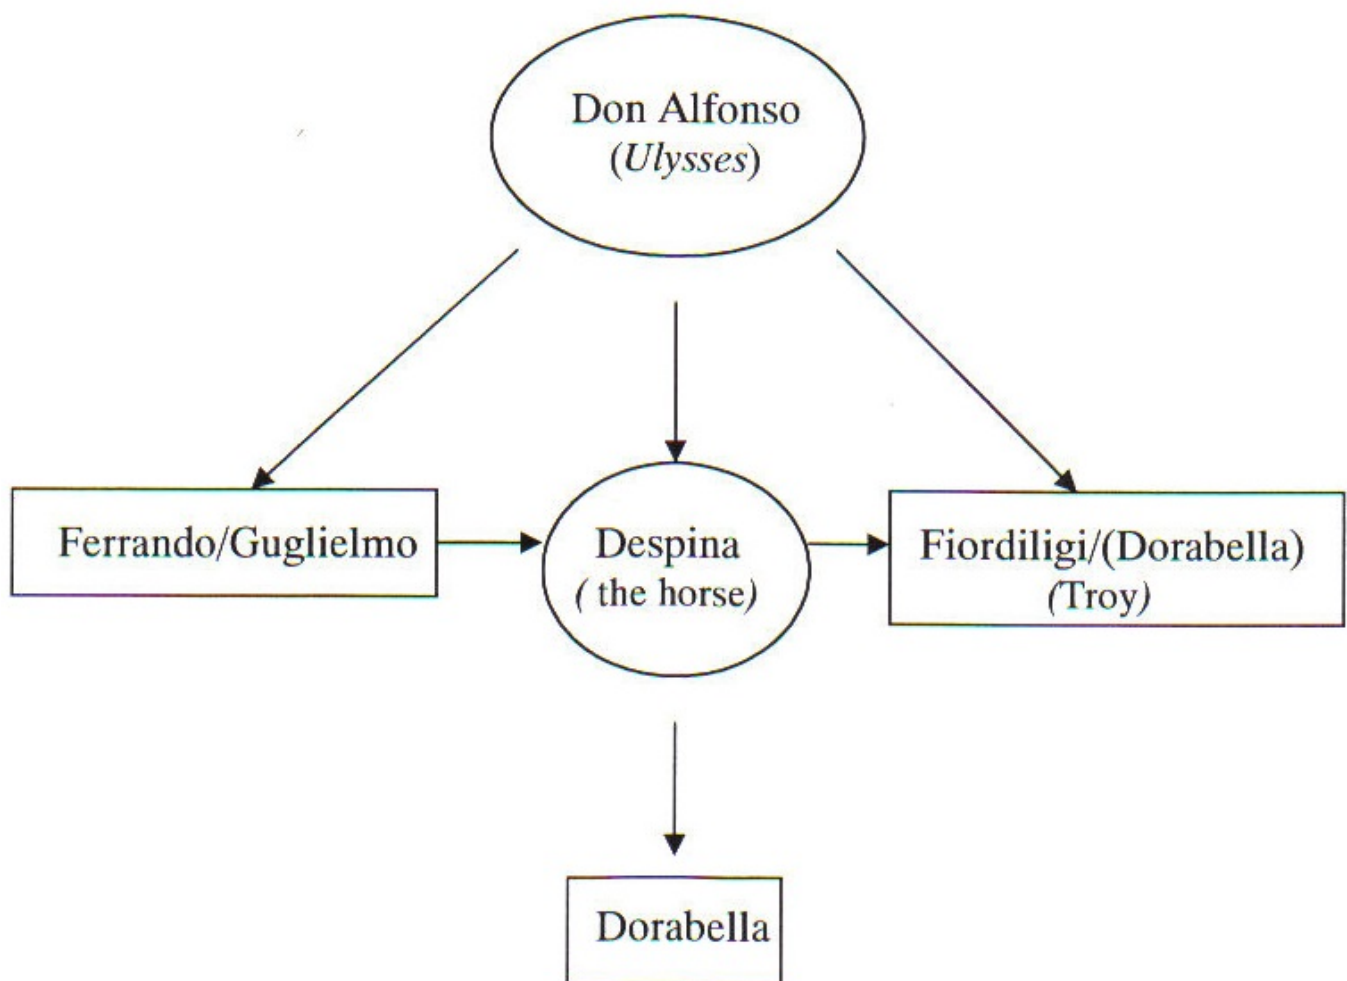 Don Alfonso
(Ulysses)
Ferrando/Guglielmo
Despina
( the horse)
Fiordiligi/(Dorabella)
(Troy)
Dorabella